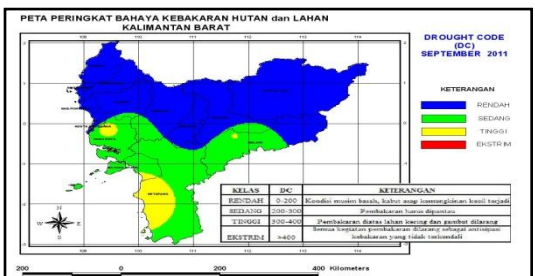 PETA PERINGKAT BAHAYA KEBAKARAN HUTAN dan LAHAN
KALIMANTAN BARAT
DROUGHT CODE
(DC)
SEPTEMBER 2011
KETERANGAN
RENDAH
SEDANG
TINGGI
EKSTRIM
KETAPANG
N
W E
S
KELAS DC KETERANGAN
RENDAH 0-200 Kondisi musim basah, kabut asap kemungkinan kecil terjadi
SEDANG 200-300 Pembakaran harus dipantau
TINGGI 300-400 Pembakaran diatas lahan kering dan gambut dilarang
EKSTRIM >400 Semua kegiatan pembakaran dilarang sebagai antisipasi
kebakaran yang tidak terkendali
200 0 200 400 Kilometers